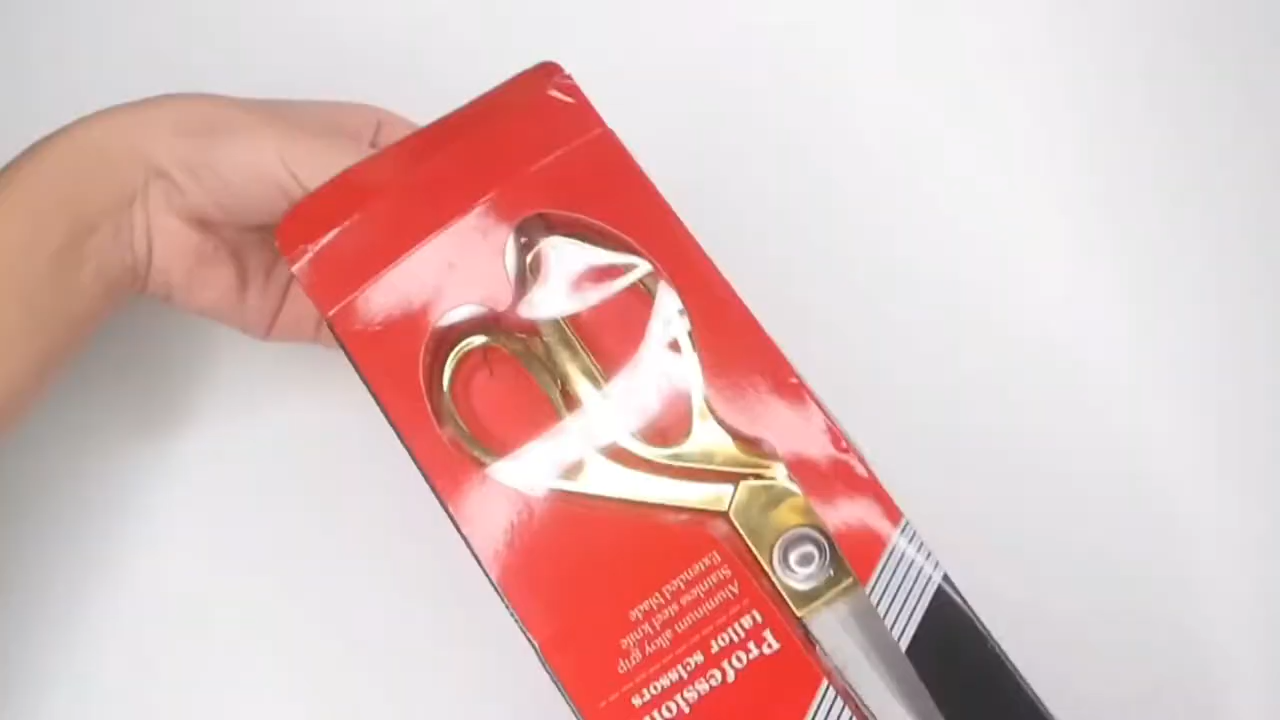 Profession
tailor scissors
Aluminum alloy grip
Stainless steel knife
Extended blade